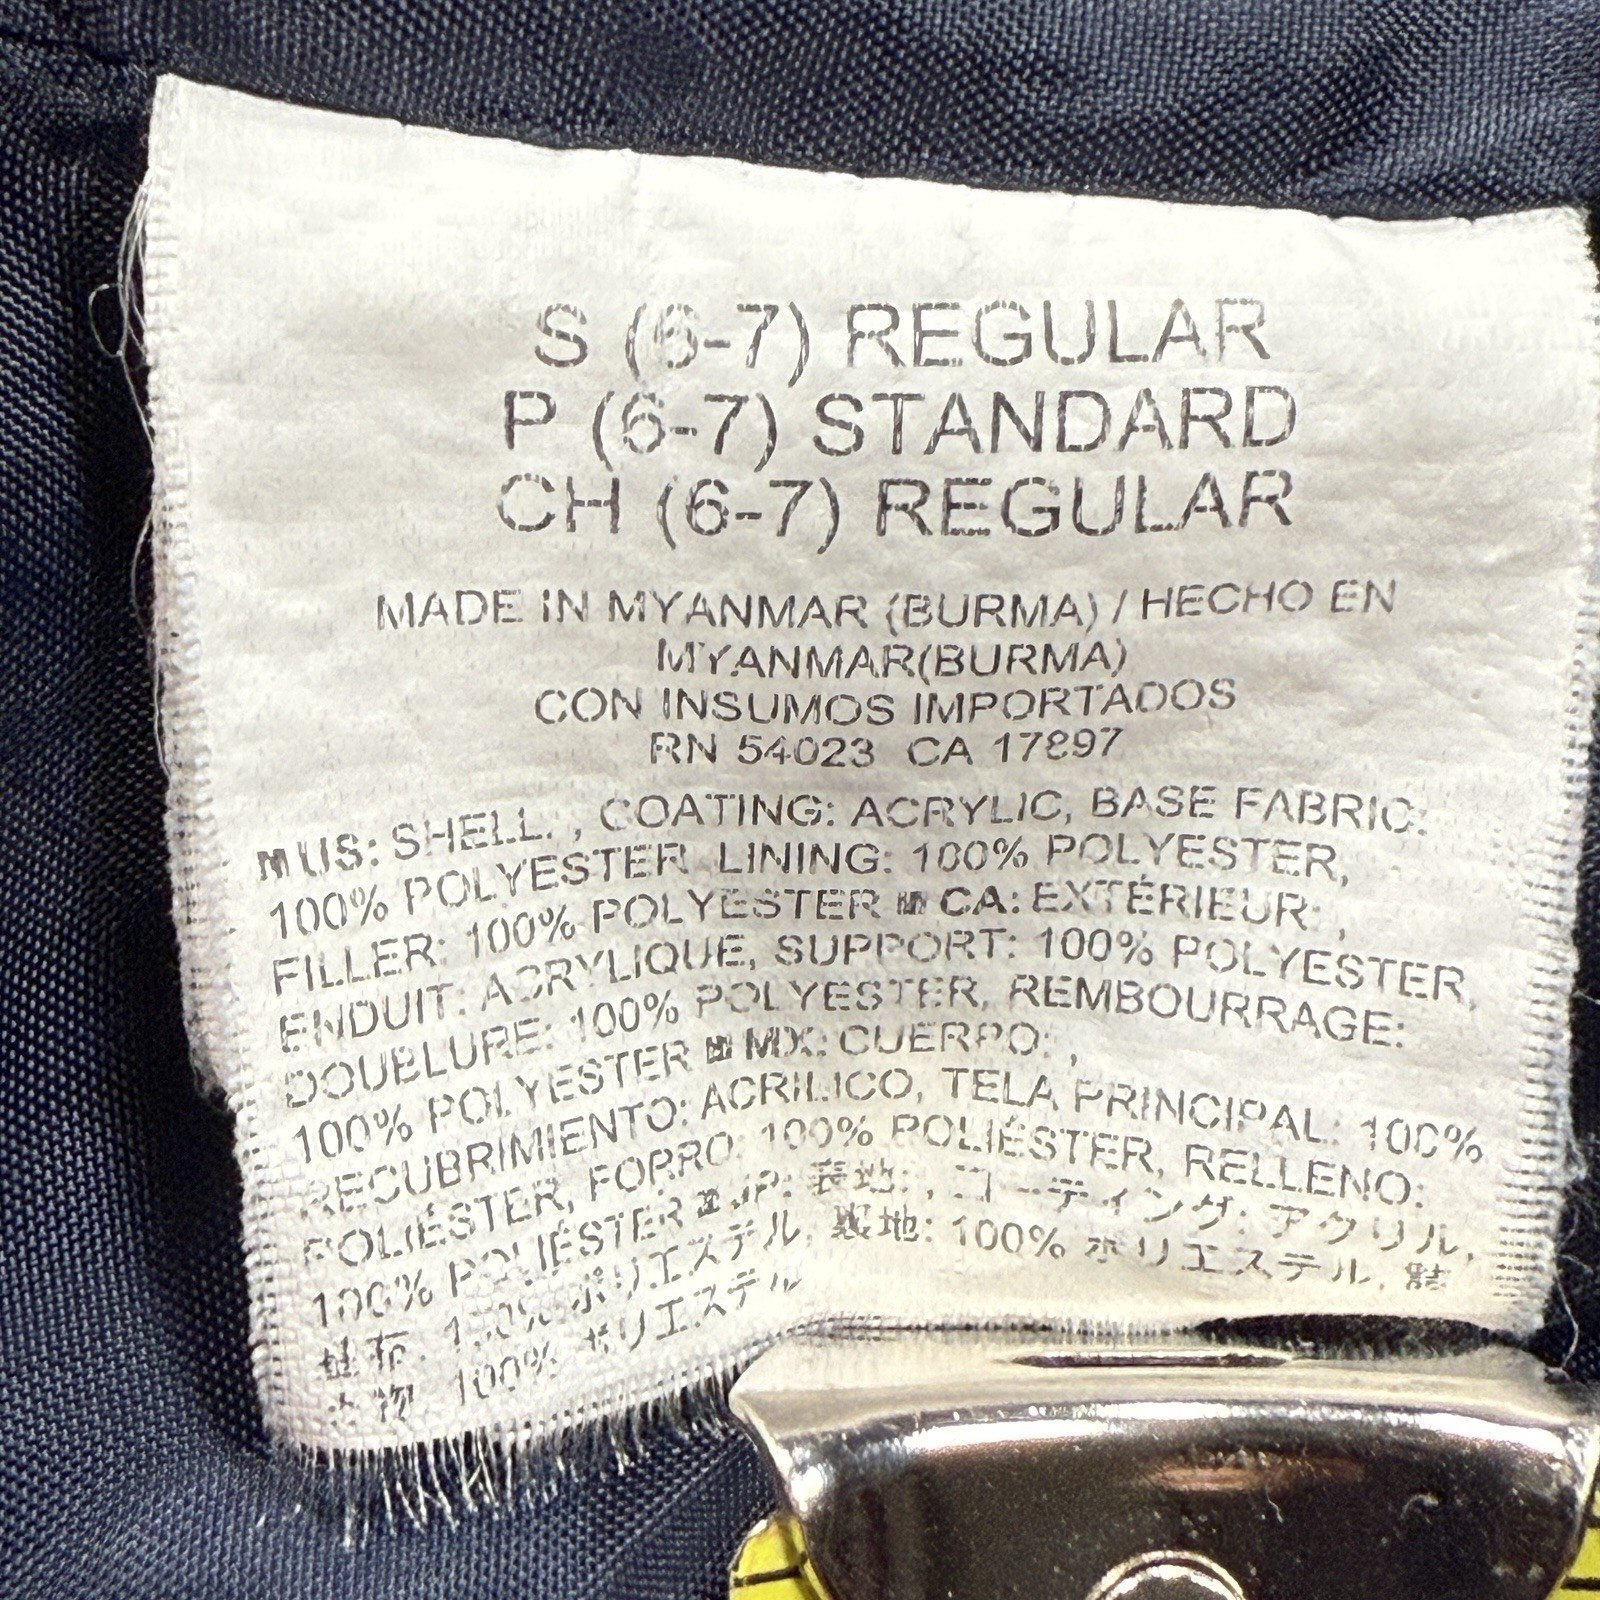 S (6-7) REGULAR
P (6-7) STANDARD
CH (6-7) REGULAR
MADE IN MYANMAR (BURMA) / HECHO EN
MYANMAR(BURMA)
CON INSUMOS IMPORTADOS
RN 54023 CA 17897
US: SHELL: , COATING: ACRYLIC, BASE FABRIC:
100% POLYESTER, LINING: 100% POLYESTER,
FILLER: 100% POLYESTER CA: EXTÉRIEUR: ,
ENDUIT: ACRYLIQUE, SUPPORT: 100% POLYESTER,
DOUBLURE: 100% POLYESTER, REMBOURRAGE:
100% POLYESTER MX: CUERPO: ,
RECUBRIMIENTO: ACRILICO, TELA PRINCIPAL: 100%
POLIÉSTER, FORRO: 100% POLIÉSTER, RELLENO:
100% POLIÉSTER JP: 表地: , コーティング: アクリル,
基布: 100% ポリエステル, 裏地: 100% ポリエステル, 詰
め物: 100% ポリエステル